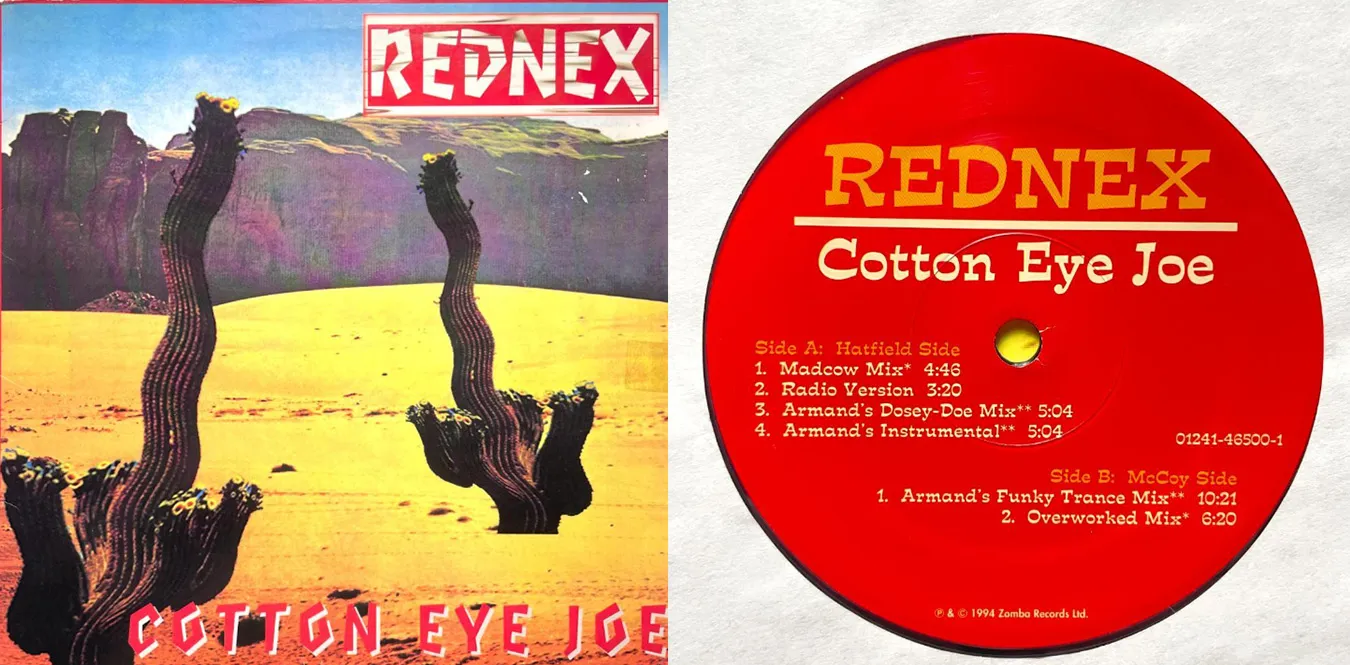 REDNEX
COTTON EYE JOE
REDNEX
Cotton Eye Joe
Side A: Hatfield Side
1. Madcow Mix* 4:46
2. Radio Version 3:20
3. Armand's Dosey-Doe Mix** 5:04
4. Armand's Instrumental** 5:04
01241-46500-1
Side B: McCoy Side
1. Armand's Funky Trance Mix** 10:21
2. Overworked Mix* 6:20
℗ & © 1994 Zomba Records Ltd.